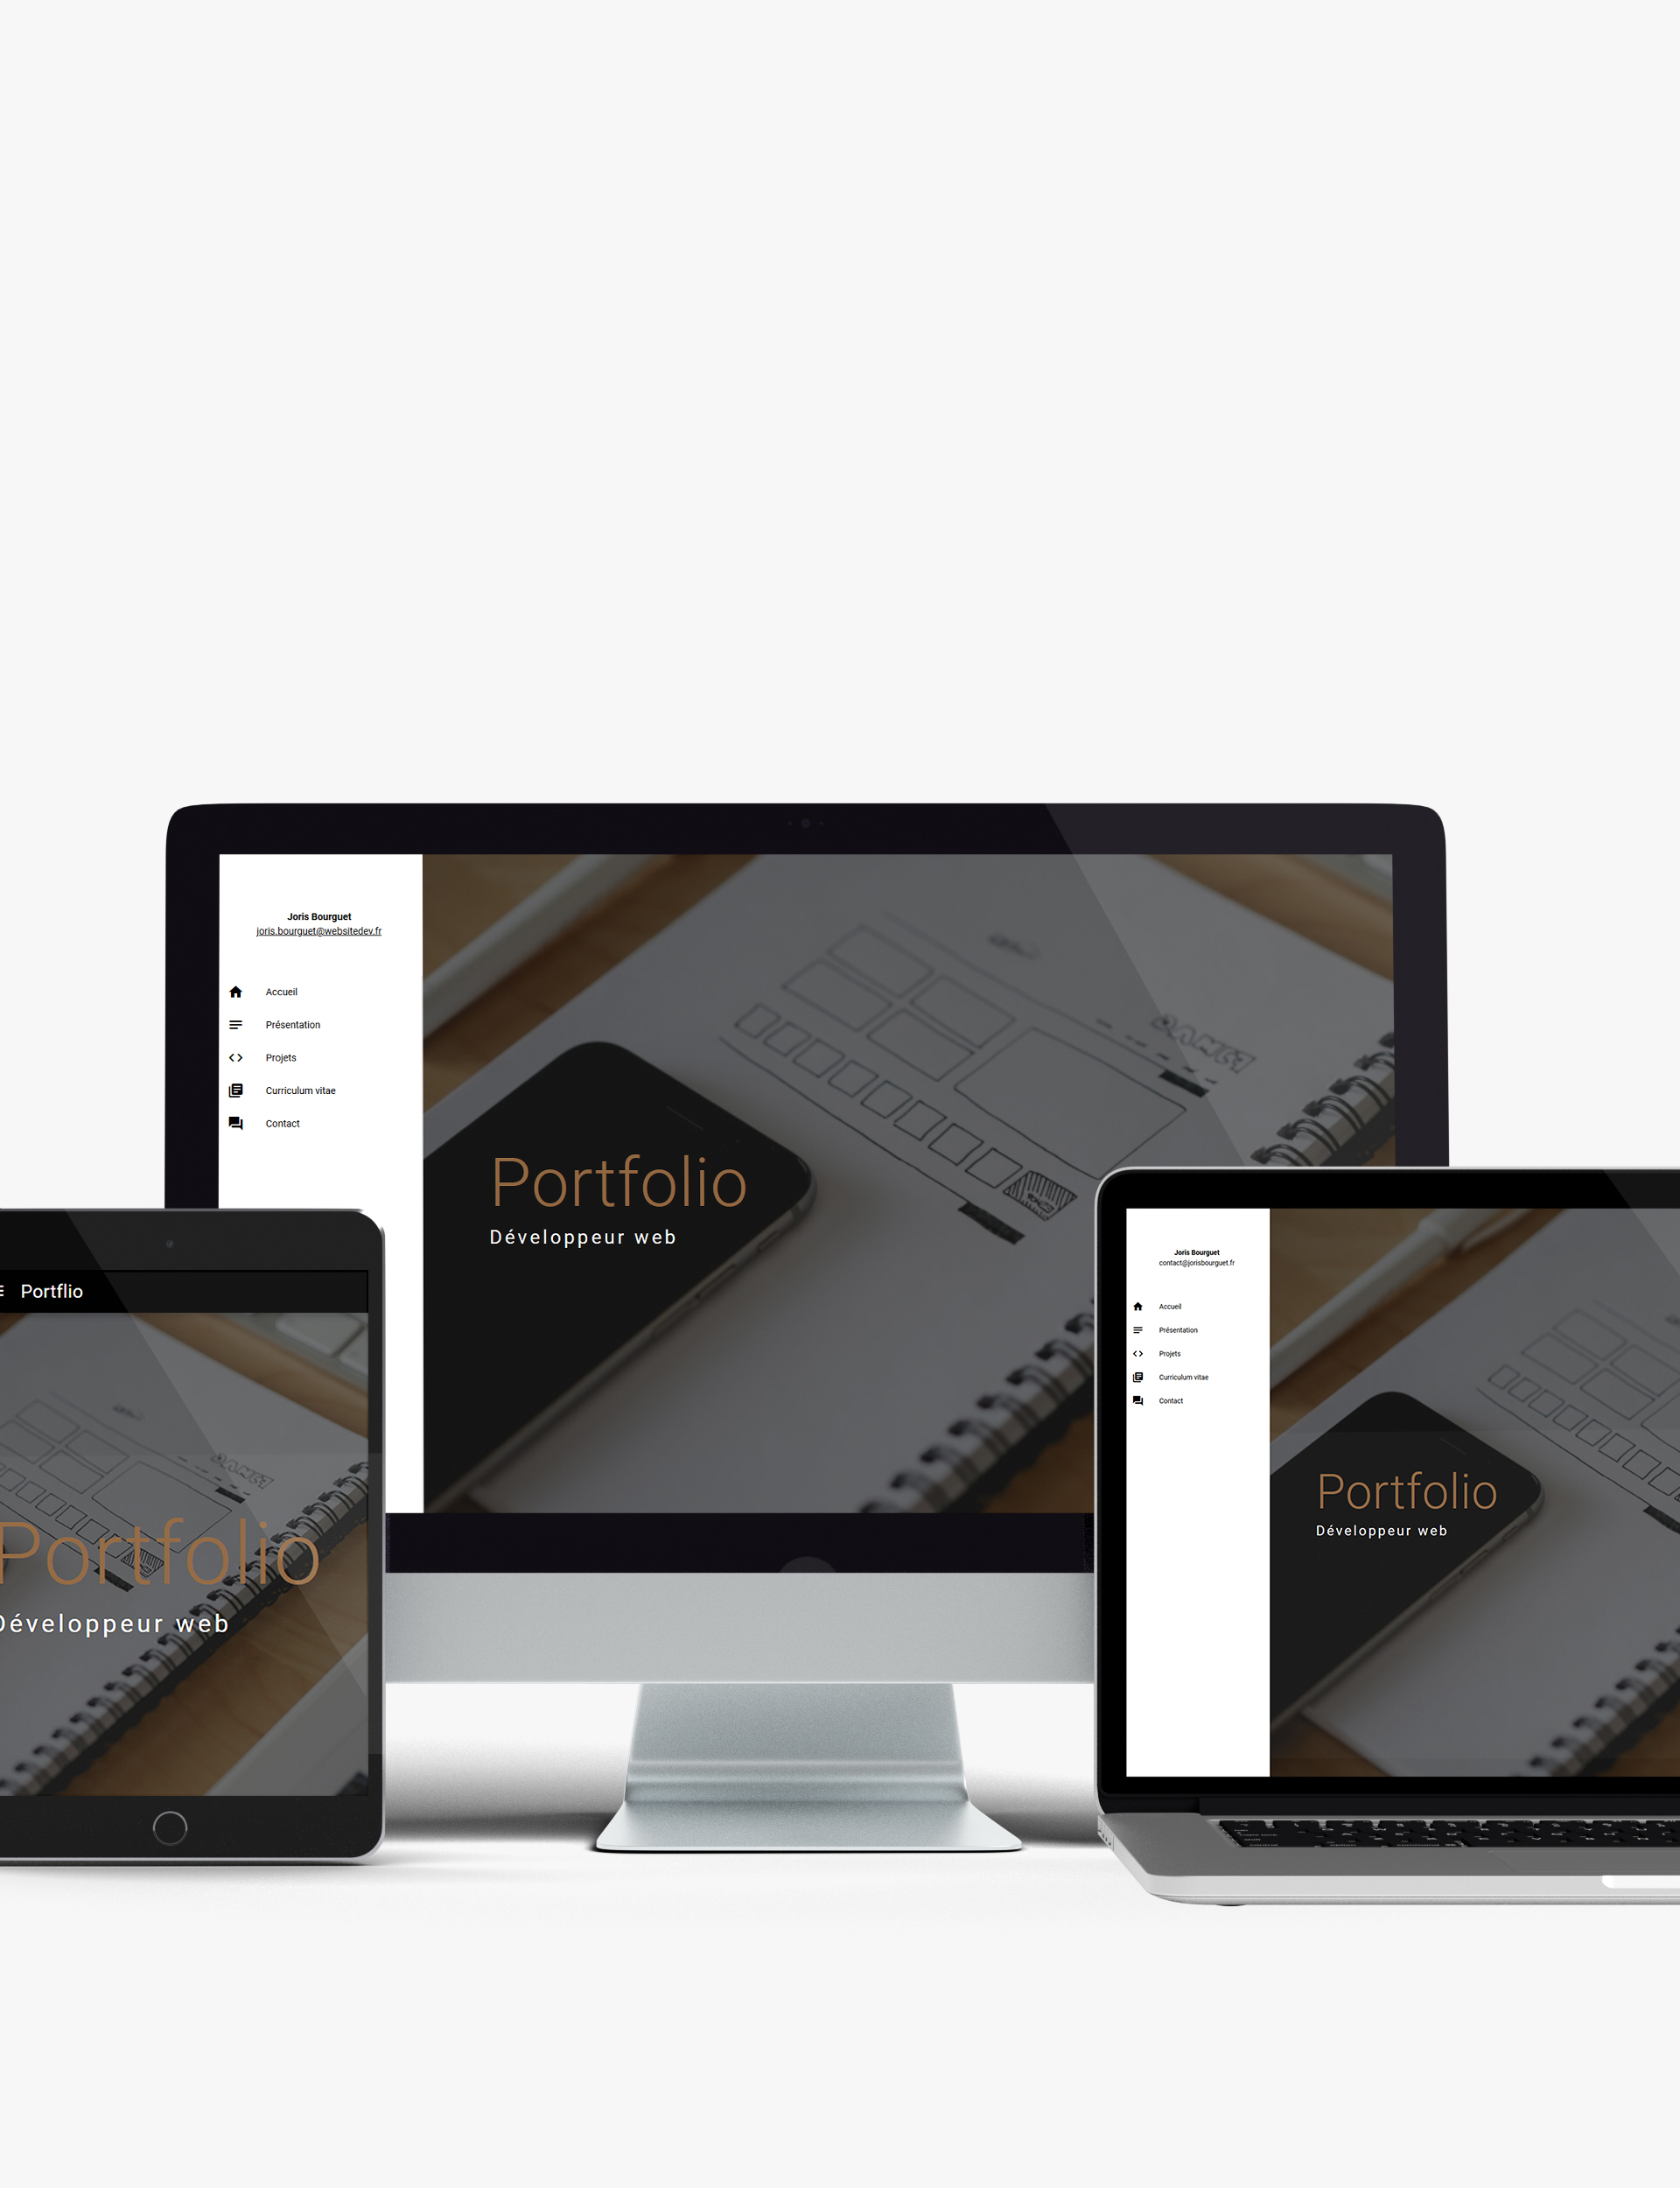 Joris Bourguet
joris.bourguet@websitedev.fr
Accueil
Présentation
Projets
Curriculum vitae
Contact
Portfolio
Développeur web
Portflio
Portfolio
Développeur web
Joris Bourguet
contact@jorisbourguet.fr
Accueil
Présentation
Projets
Curriculum vitae
Contact
Portfolio
Développeur web